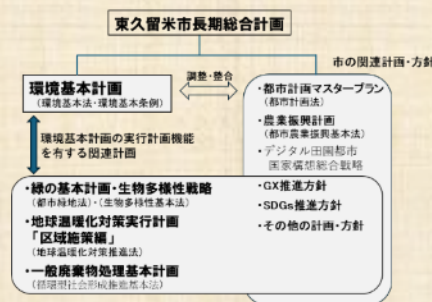 東久留米市長期総合計画
市の関連計画・方針
環境基本計画
(環境基本法・環境基本条例)
調整・整合
・都市計画マスタープラン
(都市計画法)
・農業振興計画
(都市農業振興基本法)
・デジタル田園都市
国家構想総合戦略
環境基本計画の実行計画機能
を有する関連計画
・緑の基本計画・生物多様性戦略
(都市緑地法)・(生物多様性基本法)
・地球温暖化対策実行計画
「区域施策編」
(地球温暖化対策推進法)
・一般廃棄物処理基本計画
(循環型社会形成推進基本法)
・GX推進方針
・SDGs推進方針
・その他の計画・方針